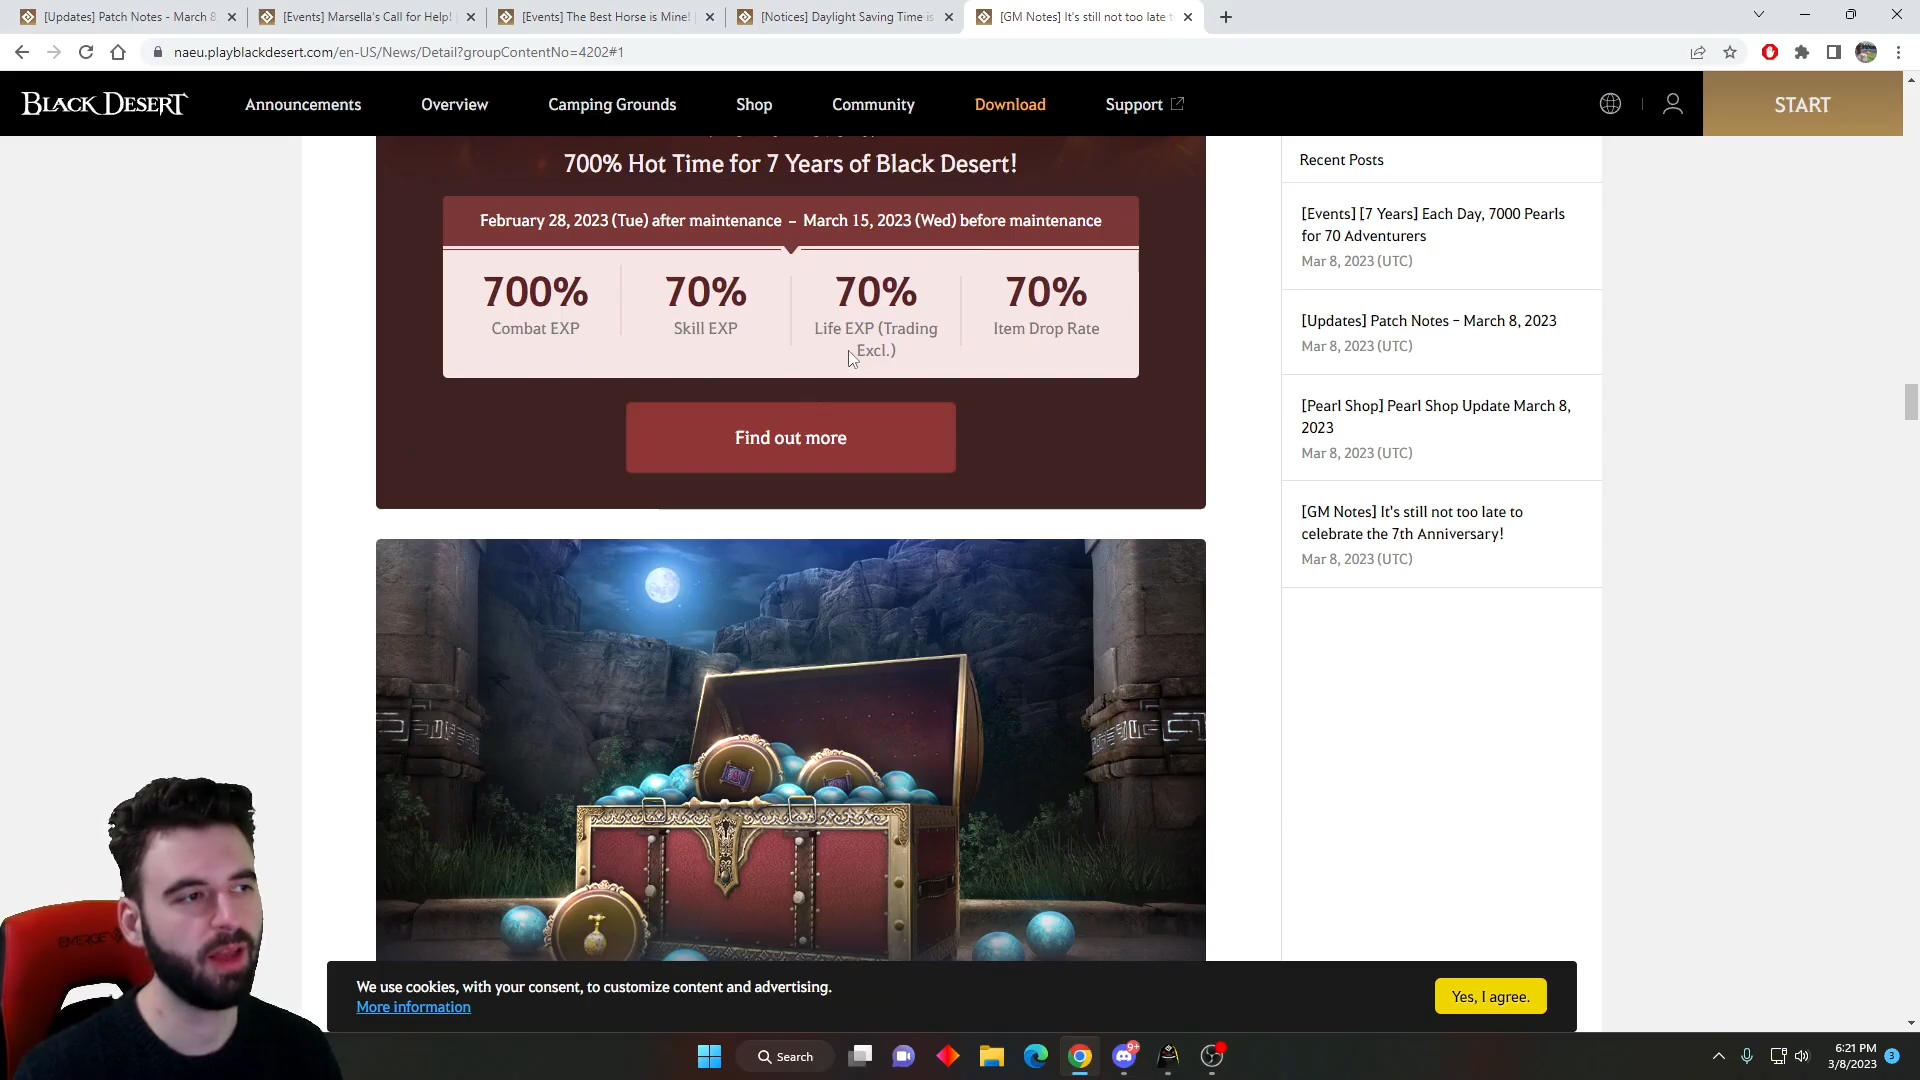 [Updates] Patch Notes - March 8,
[Events] Marsella's Call for Help!
[Events] The Best Horse is Mine!
[Notices] Daylight Saving Time is
[GM Notes] It's still not too late
naeu.playblackdesert.com/en-US/News/Detail?groupContentNo=4202#1
BLACK DESERT
Announcements
Overview
Camping Grounds
Shop
Community
Download
Support
START
700% Hot Time for 7 Years of Black Desert!
February 28, 2023 (Tue) after maintenance – March 15, 2023 (Wed) before maintenance
700%
Combat EXP
70%
Skill EXP
70%
Life EXP (Trading
Excl.)
70%
Item Drop Rate
Find out more
Recent Posts
[Events] [7 Years] Each Day, 7000 Pearls
for 70 Adventurers
Mar 8, 2023 (UTC)
[Updates] Patch Notes – March 8, 2023
Mar 8, 2023 (UTC)
[Pearl Shop] Pearl Shop Update March 8,
2023
Mar 8, 2023 (UTC)
[GM Notes] It's still not too late to
celebrate the 7th Anniversary!
Mar 8, 2023 (UTC)
We use cookies, with your consent, to customize content and advertising.
More information
Yes, I agree.
Search
9+
6:21 PM
3/8/2023
3